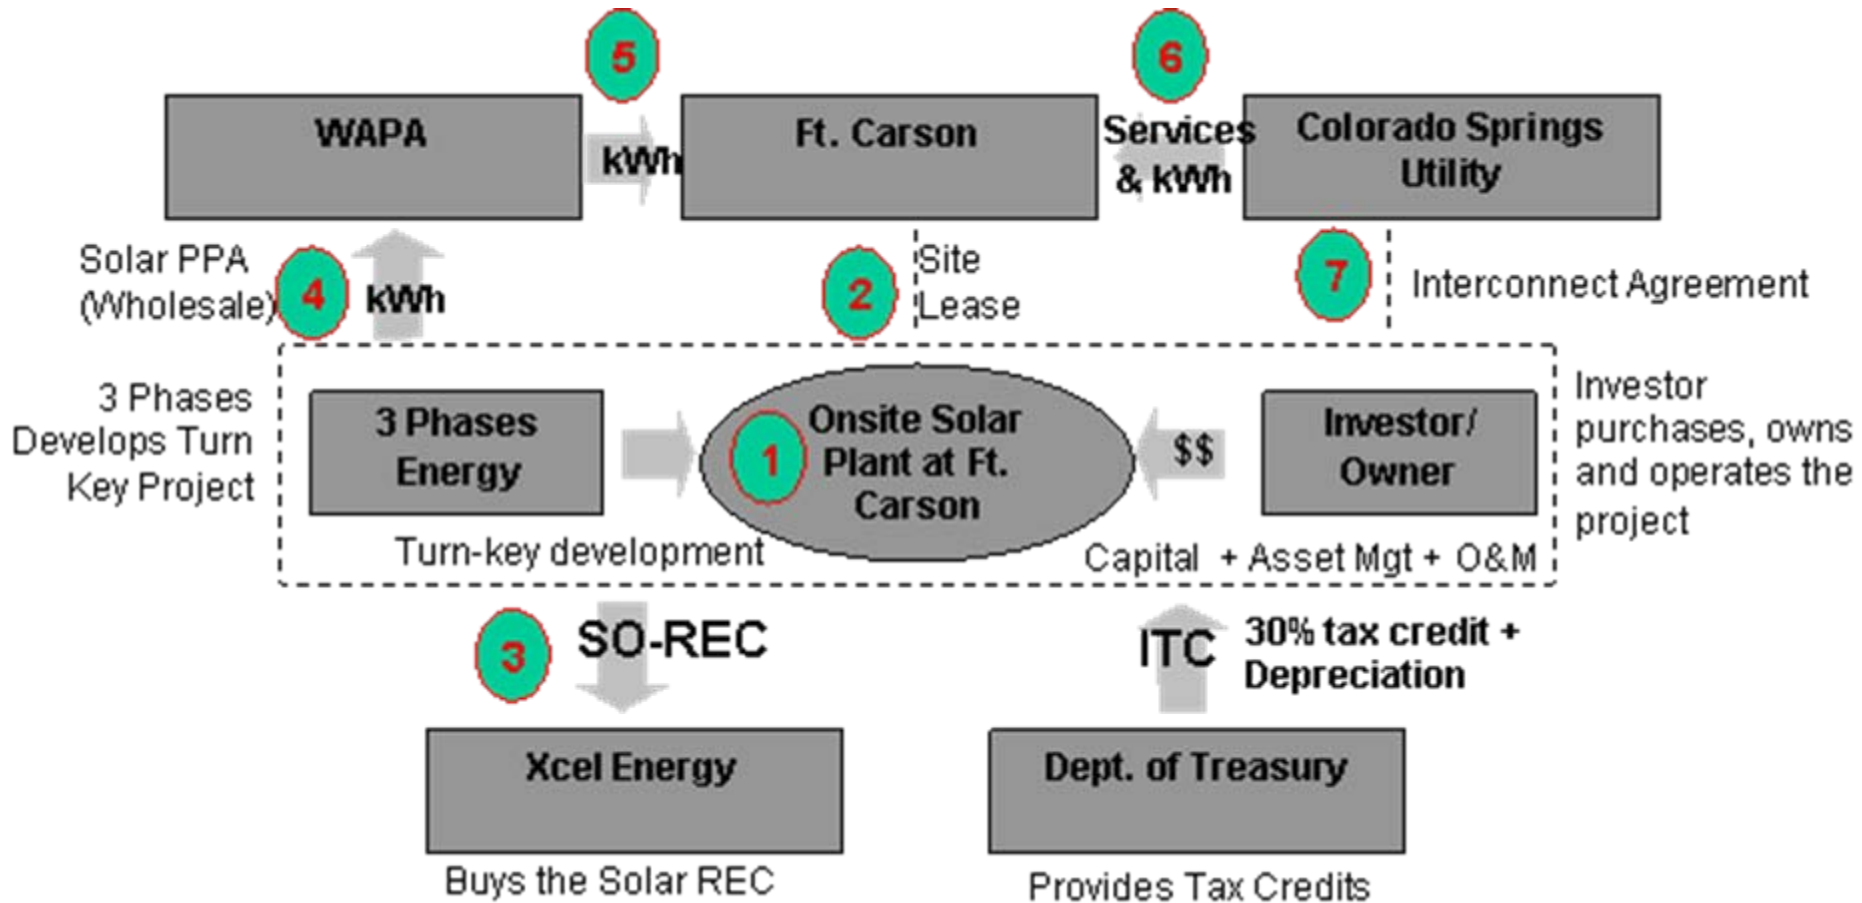 5
6
WAPA
kWh
Ft. Carson
Services
& kWh
Colorado Springs
Utility
Solar PPA
(Wholesale)
4
kWh
2
Site
Lease
7
Interconnect Agreement
3 Phases
Develops Turn
Key Project
3 Phases
Energy
1
Onsite Solar
Plant at Ft.
Carson
$$
Investor/
Owner
Investor
purchases, owns
and operates the
project
Turn-key development
Capital + Asset Mgt + O&M
3
SO-REC
ITC
30% tax credit +
Depreciation
Xcel Energy
Dept. of Treasury
Buys the Solar REC
Provides Tax Credits